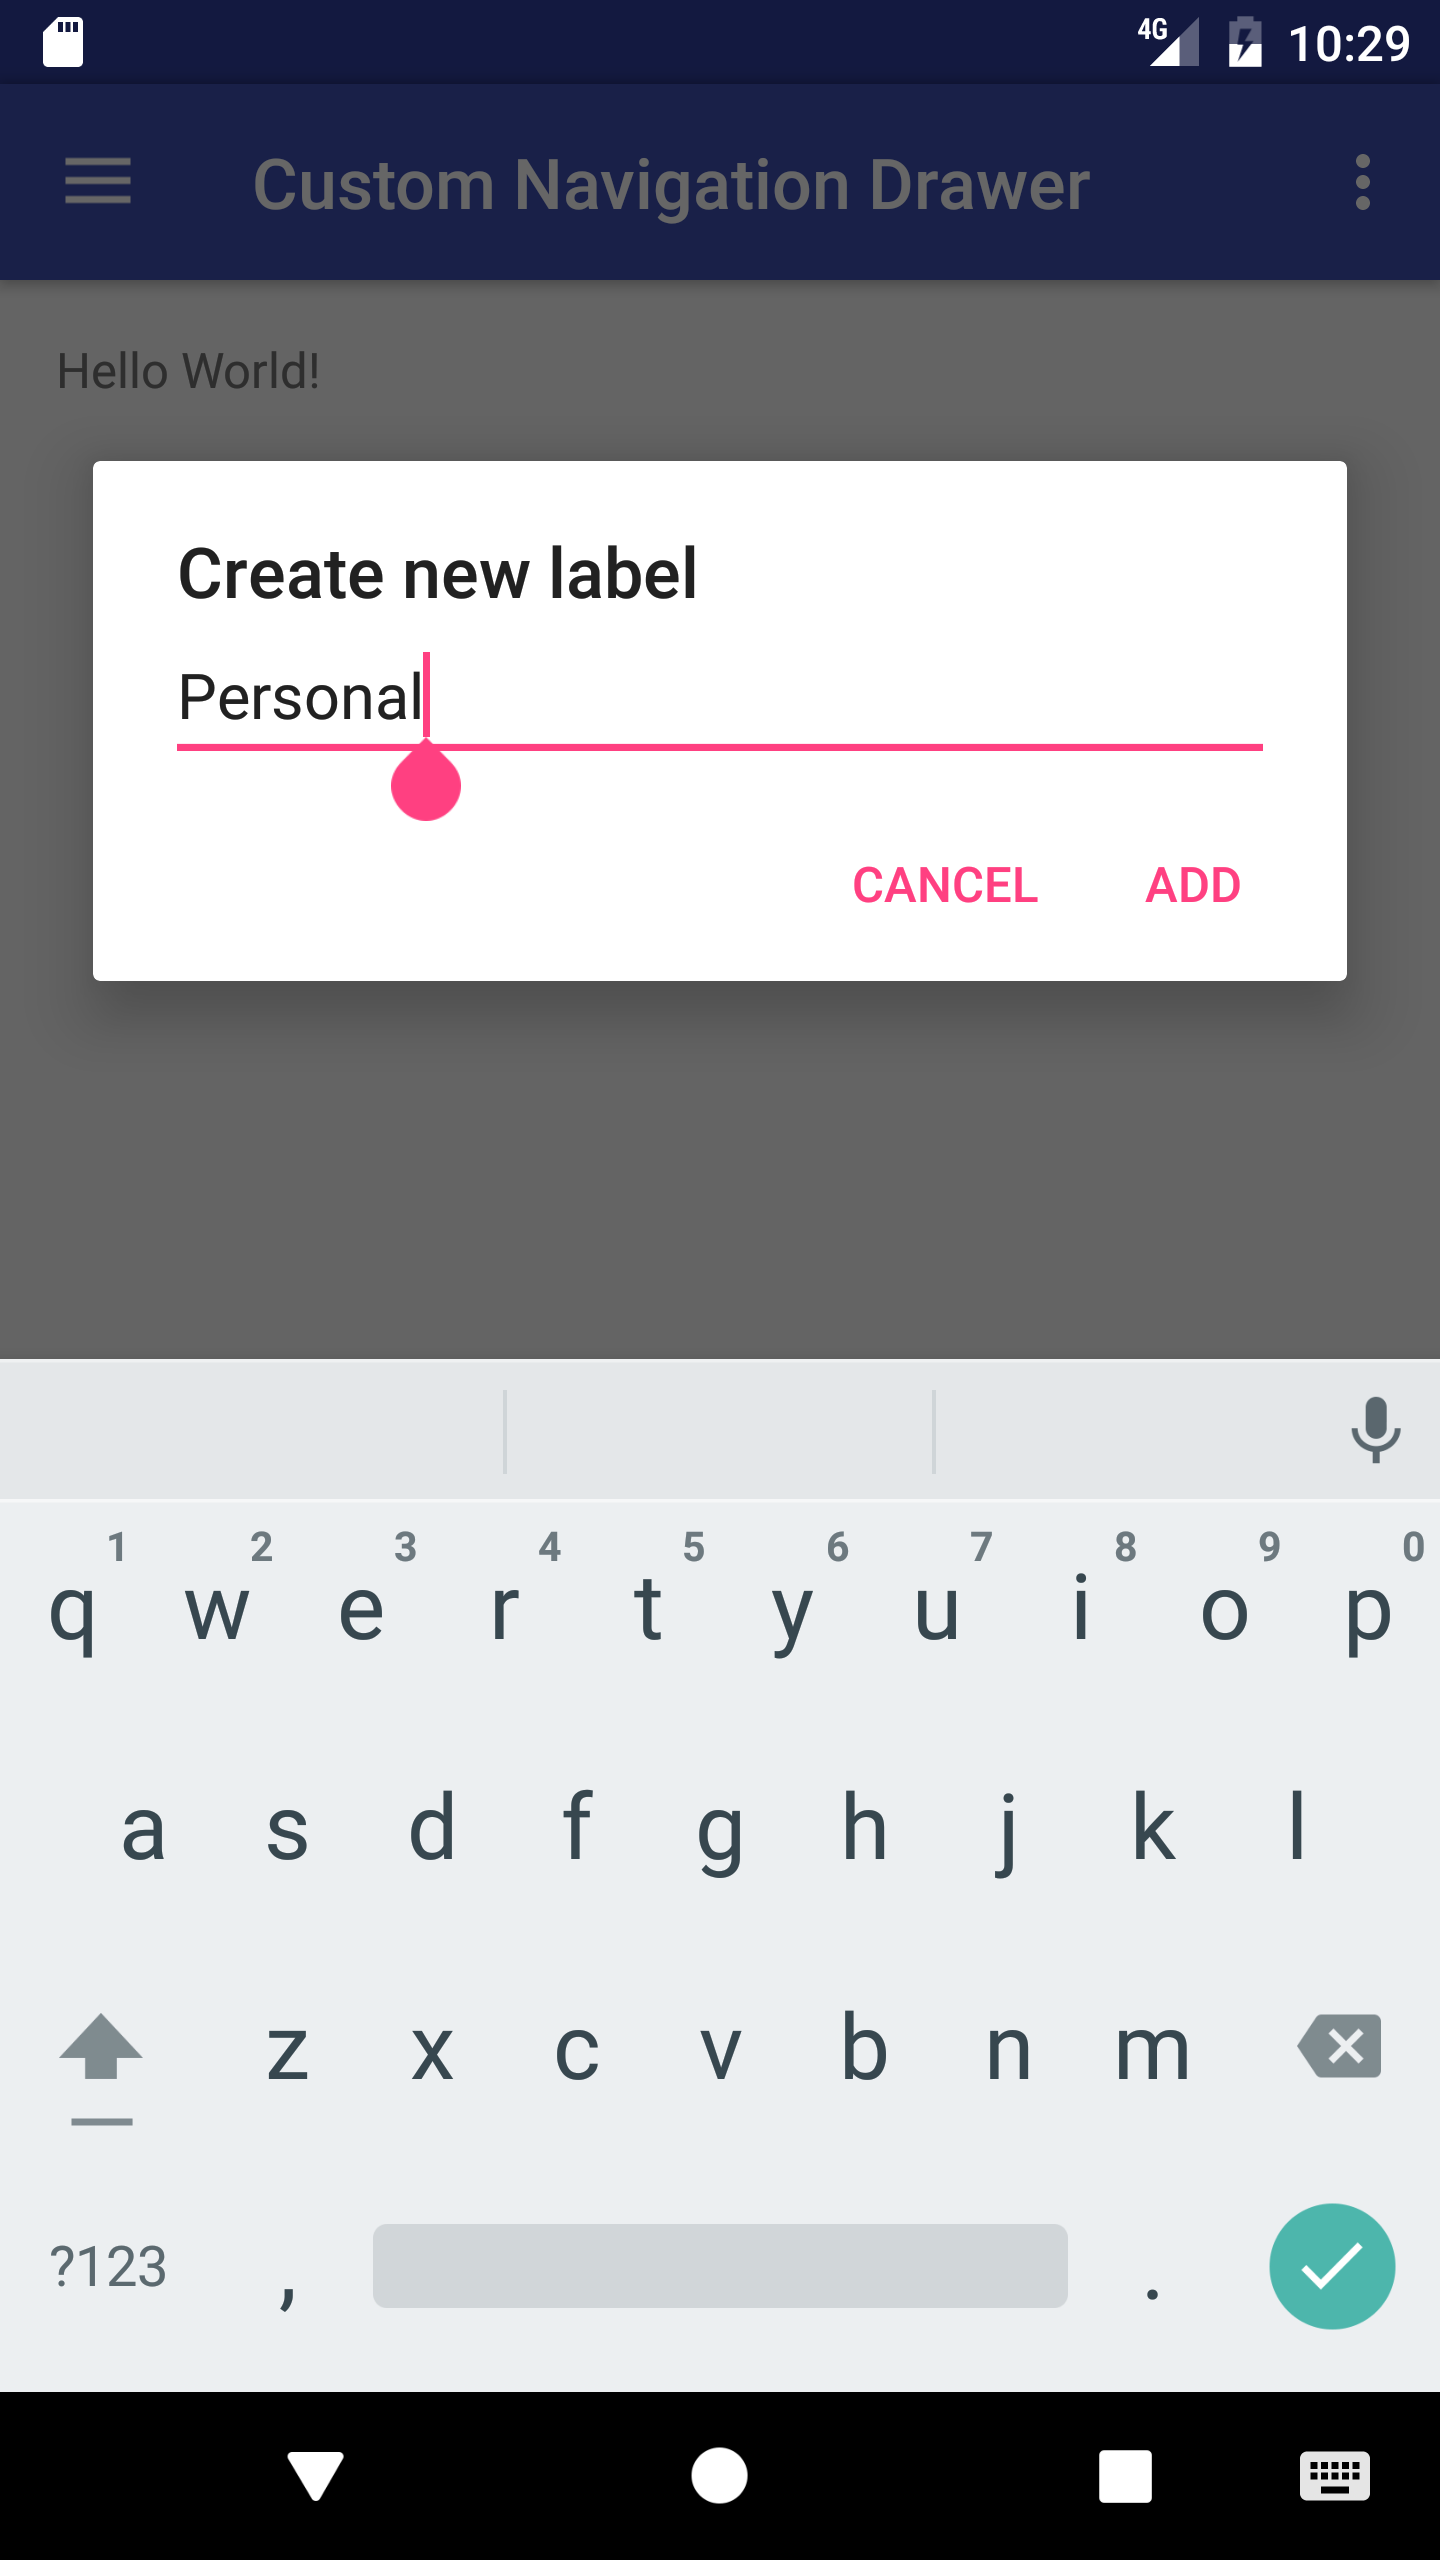 4G 10:29
Custom Navigation Drawer
Hello World!
Create new label
Personal
CANCEL ADD
1 2 3 4 5 6 7 8 9 0
q w e r t y u i o p
a s d f g h j k l
z x c v b n m
?123 , .